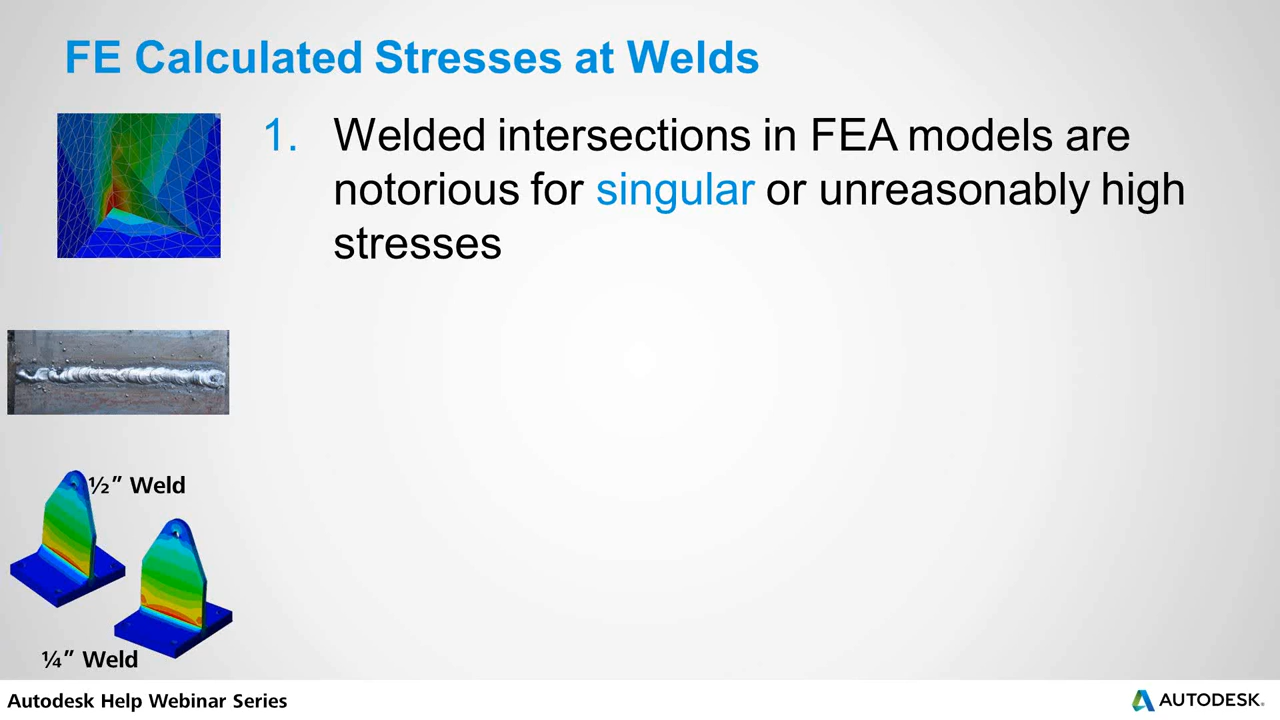 FE Calculated Stresses at Welds
1. Welded intersections in FEA models are
notorious for singular or unreasonably high
stresses
½” Weld
¼” Weld
Autodesk Help Webinar Series
AUTODESK®